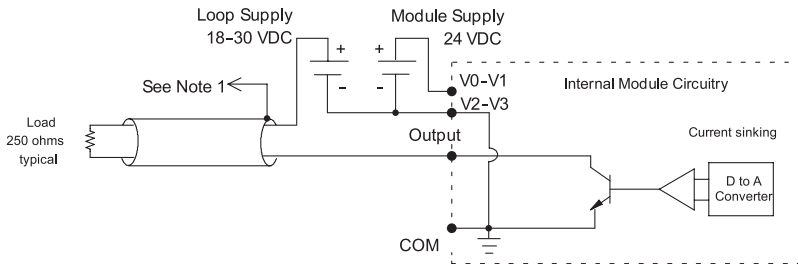 Loop Supply
18–30 VDC
Module Supply
24 VDC
+
+
-
-
See Note 1
V0–V1
V2–V3
Internal Module Circuitry
Load
250 ohms
typical
Output
Current sinking
D to A
Converter
COM